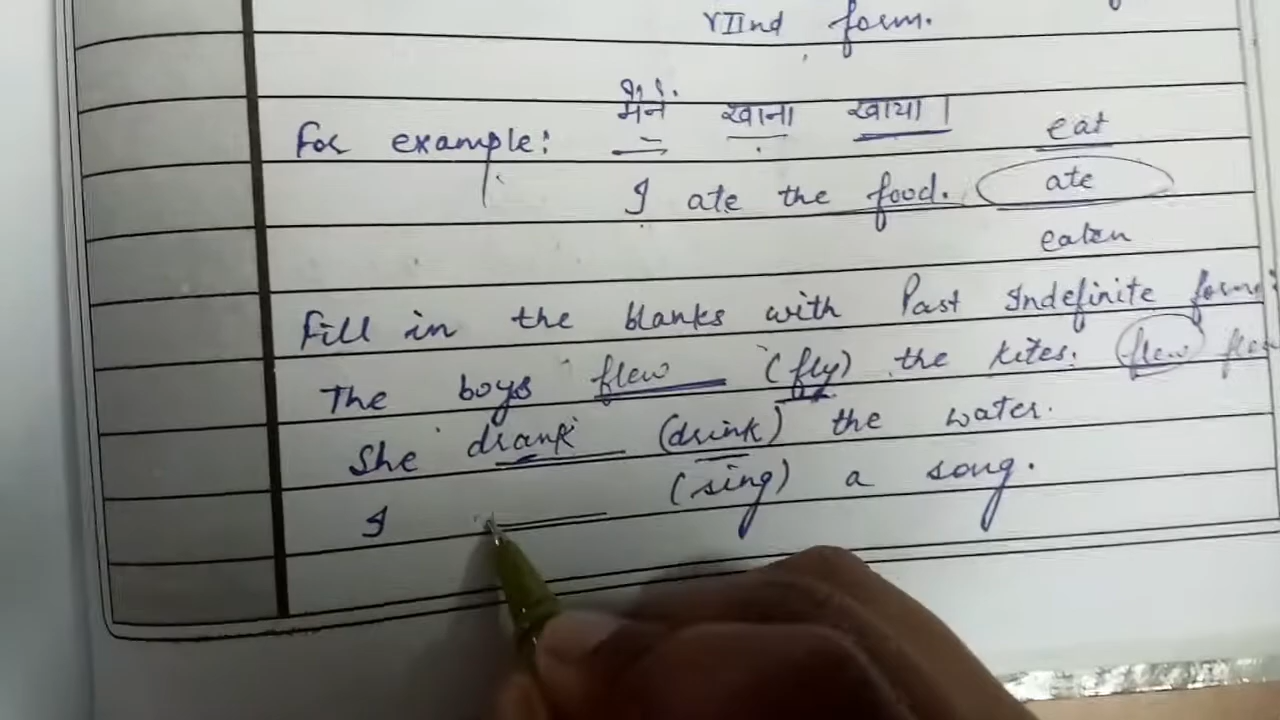 VIInd form.
For example: मैने खाना खाया। eat
I ate the food. ate
eaten
Fill in the blanks with Past Indefinite form:
The boys flew (fly) the kites. flew
She drank (drink) the water.
I (sing) a song.